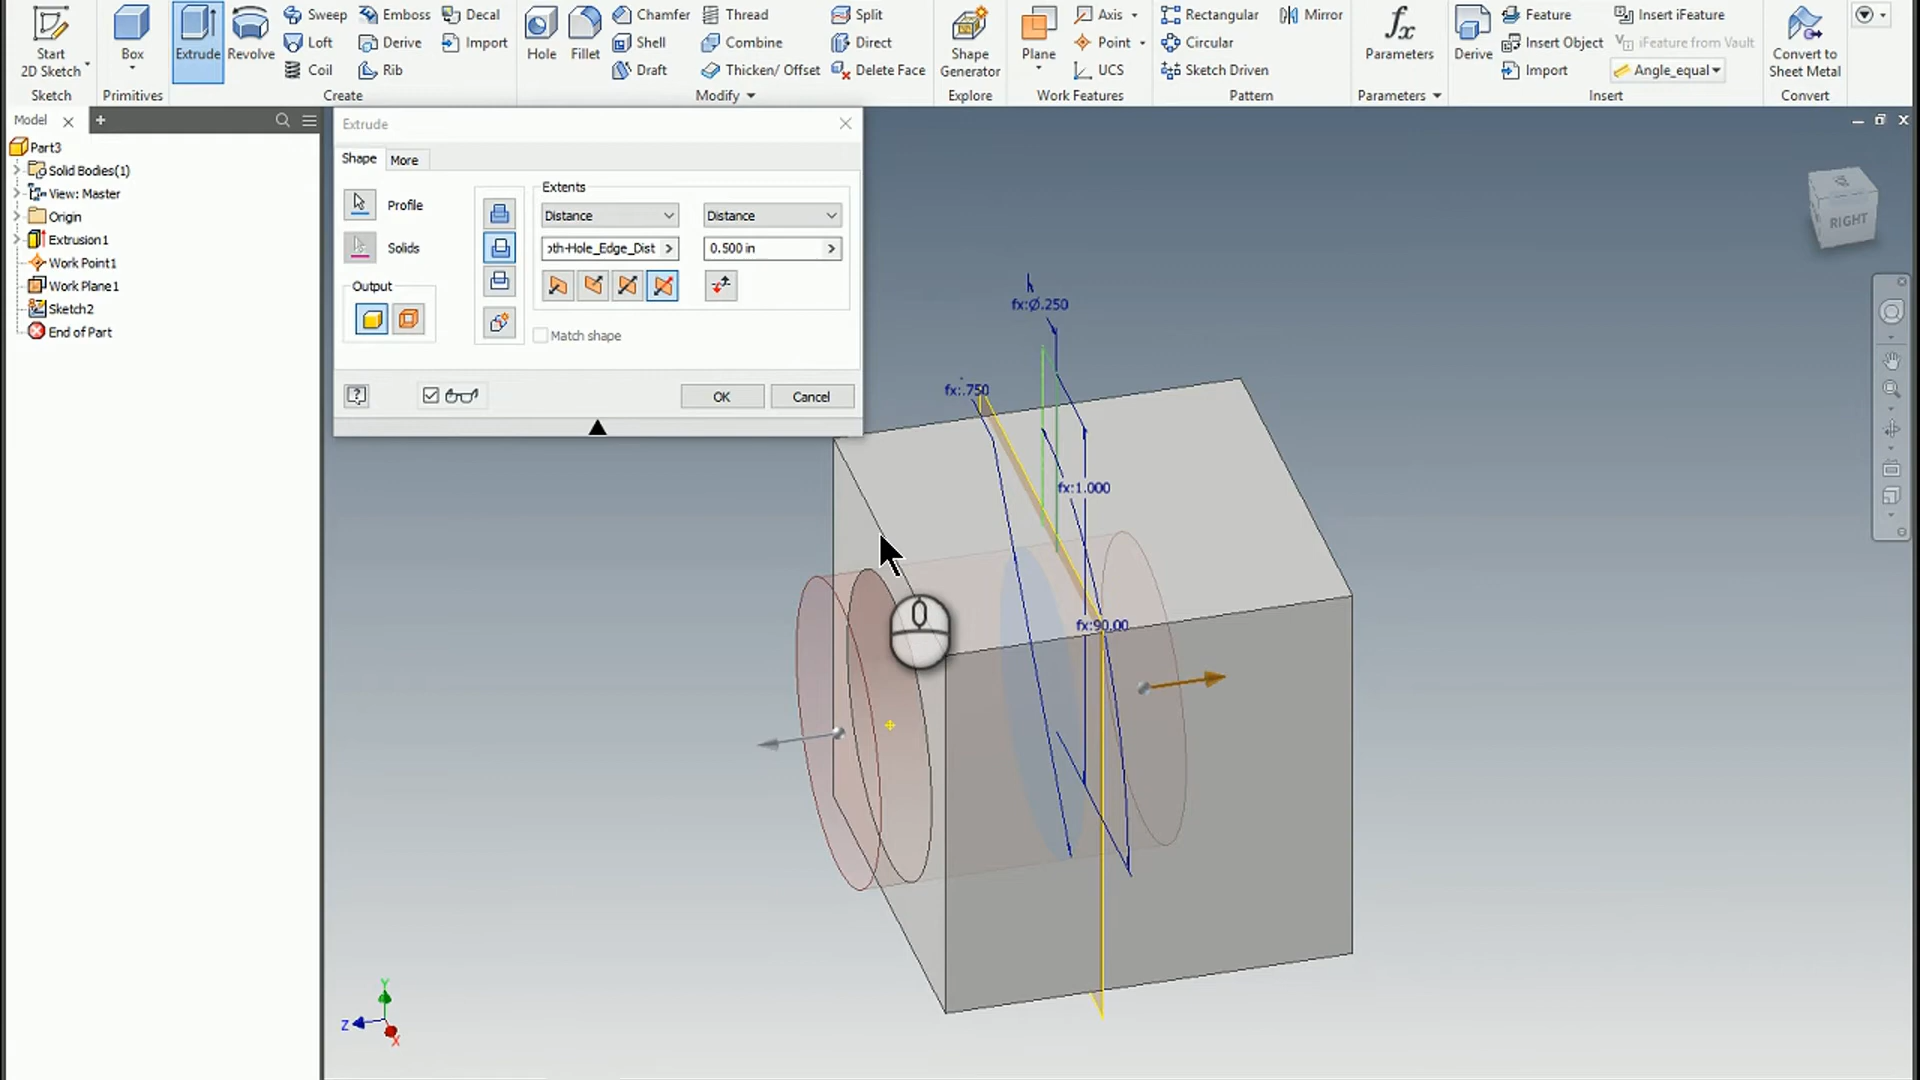 Start
2D Sketch
Sketch
Box
Primitives
Extrude
Revolve
Sweep
Loft
Coil
Emboss
Derive
Rib
Decal
Import
Create
Hole
Fillet
Chamfer
Shell
Draft
Thread
Combine
Thicken/ Offset
Split
Direct
Delete Face
Modify
Shape
Generator
Explore
Plane
Axis
Point
UCS
Work Features
Rectangular
Circular
Sketch Driven
Mirror
Pattern
fx
Parameters
Parameters
Derive
Feature
Insert Object
Import
Insert iFeature
iFeature from Vault
Angle_equal
Insert
Convert to
Sheet Metal
Convert
Model
Part3
Solid Bodies(1)
View: Master
Origin
Extrusion1
Work Point1
Work Plane1
Sketch2
End of Part
Extrude
Shape
More
Profile
Solids
Output
Extents
Distance
Distance
th-Hole_Edge_Dist
0.500 in
Match shape
OK
Cancel
RIGHT
fx:Ø.250
fx:.750
fx:1.000
fx:90.00
Y
Z
X